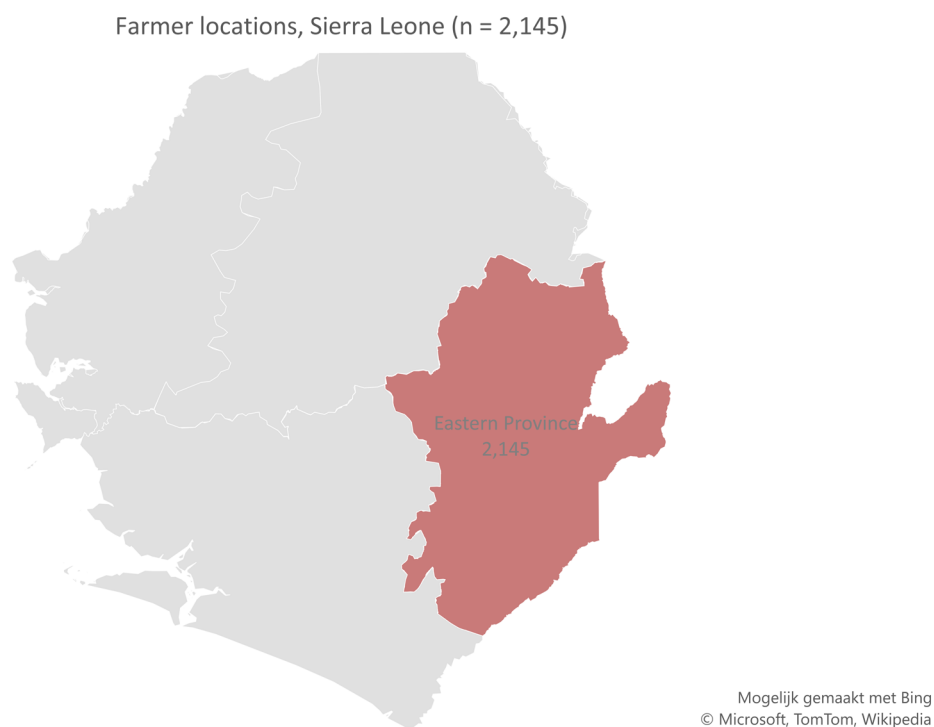 Farmer locations, Sierra Leone (n = 2,145)
Eastern Province
2,145
Mogelijk gemaakt met Bing
© Microsoft, TomTom, Wikipedia